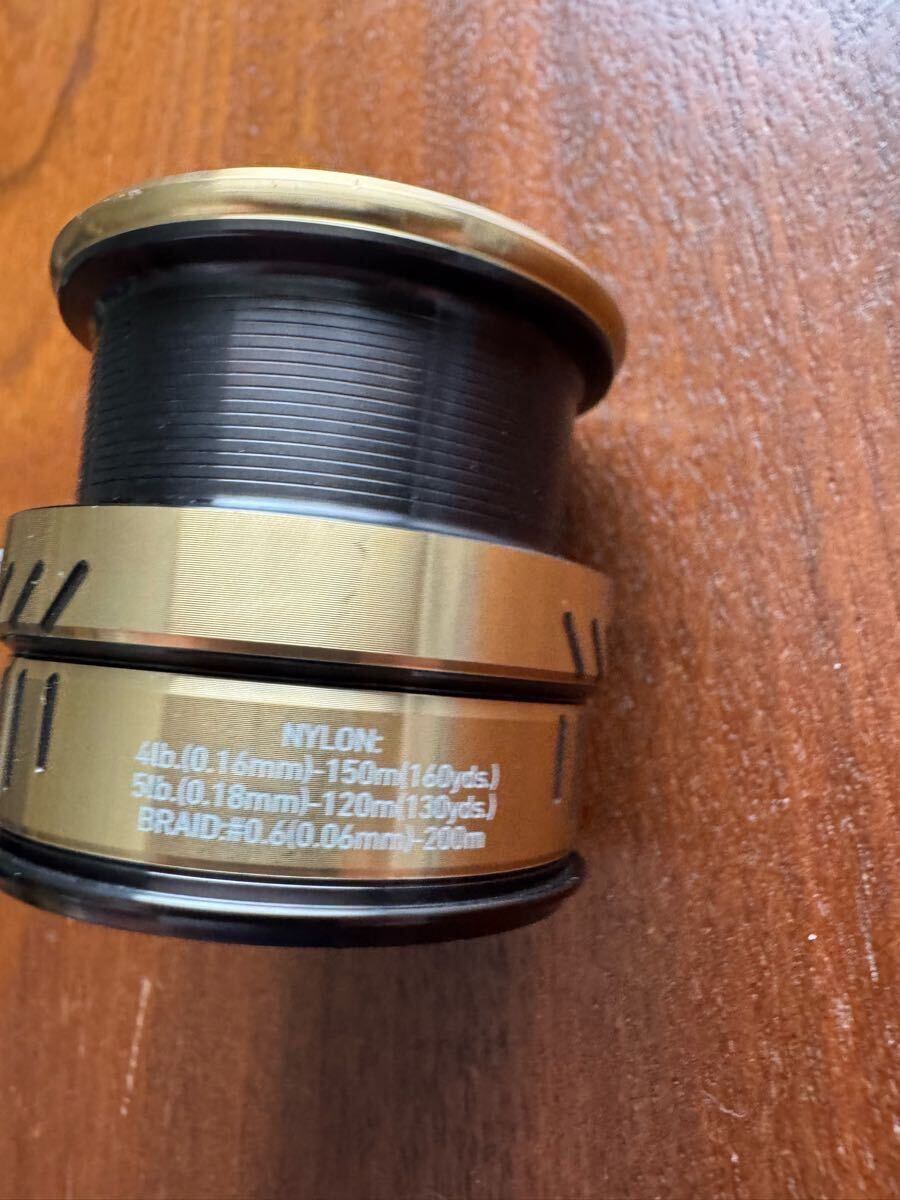 NYLON:
4lb.(0.16mm)-150m(160yds.)
5lb.(0.18mm)-120m(130yds.)
BRAID:#0.6(0.06mm)-200m